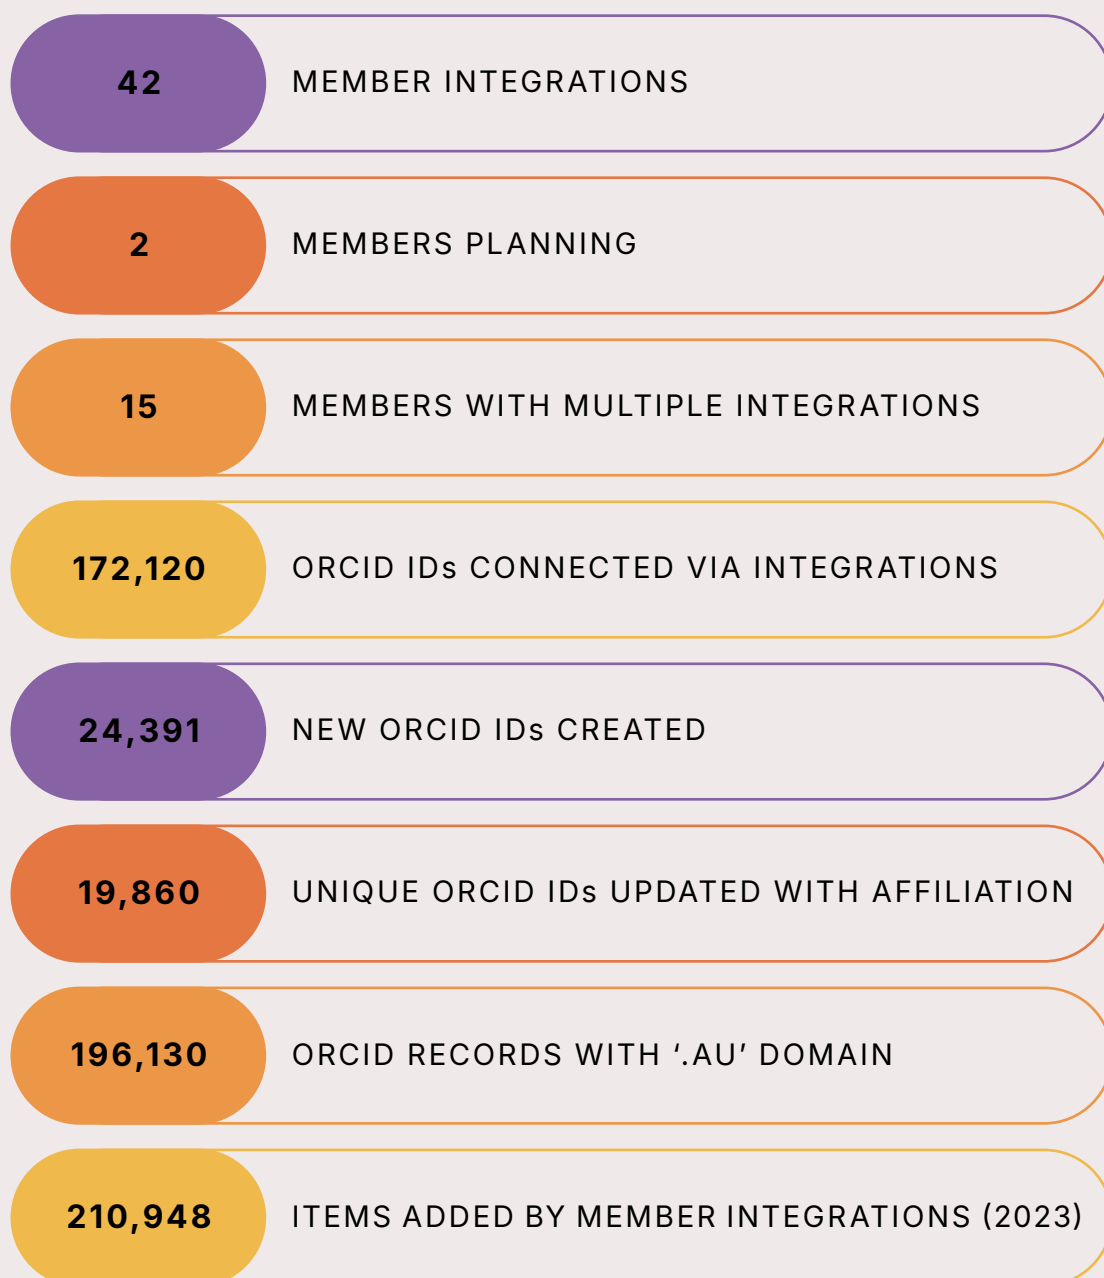 42 MEMBER INTEGRATIONS
2 MEMBERS PLANNING
15 MEMBERS WITH MULTIPLE INTEGRATIONS
172,120 ORCID IDs CONNECTED VIA INTEGRATIONS
24,391 NEW ORCID IDs CREATED
19,860 UNIQUE ORCID IDs UPDATED WITH AFFILIATION
196,130 ORCID RECORDS WITH ‘.AU’ DOMAIN
210,948 ITEMS ADDED BY MEMBER INTEGRATIONS (2023)